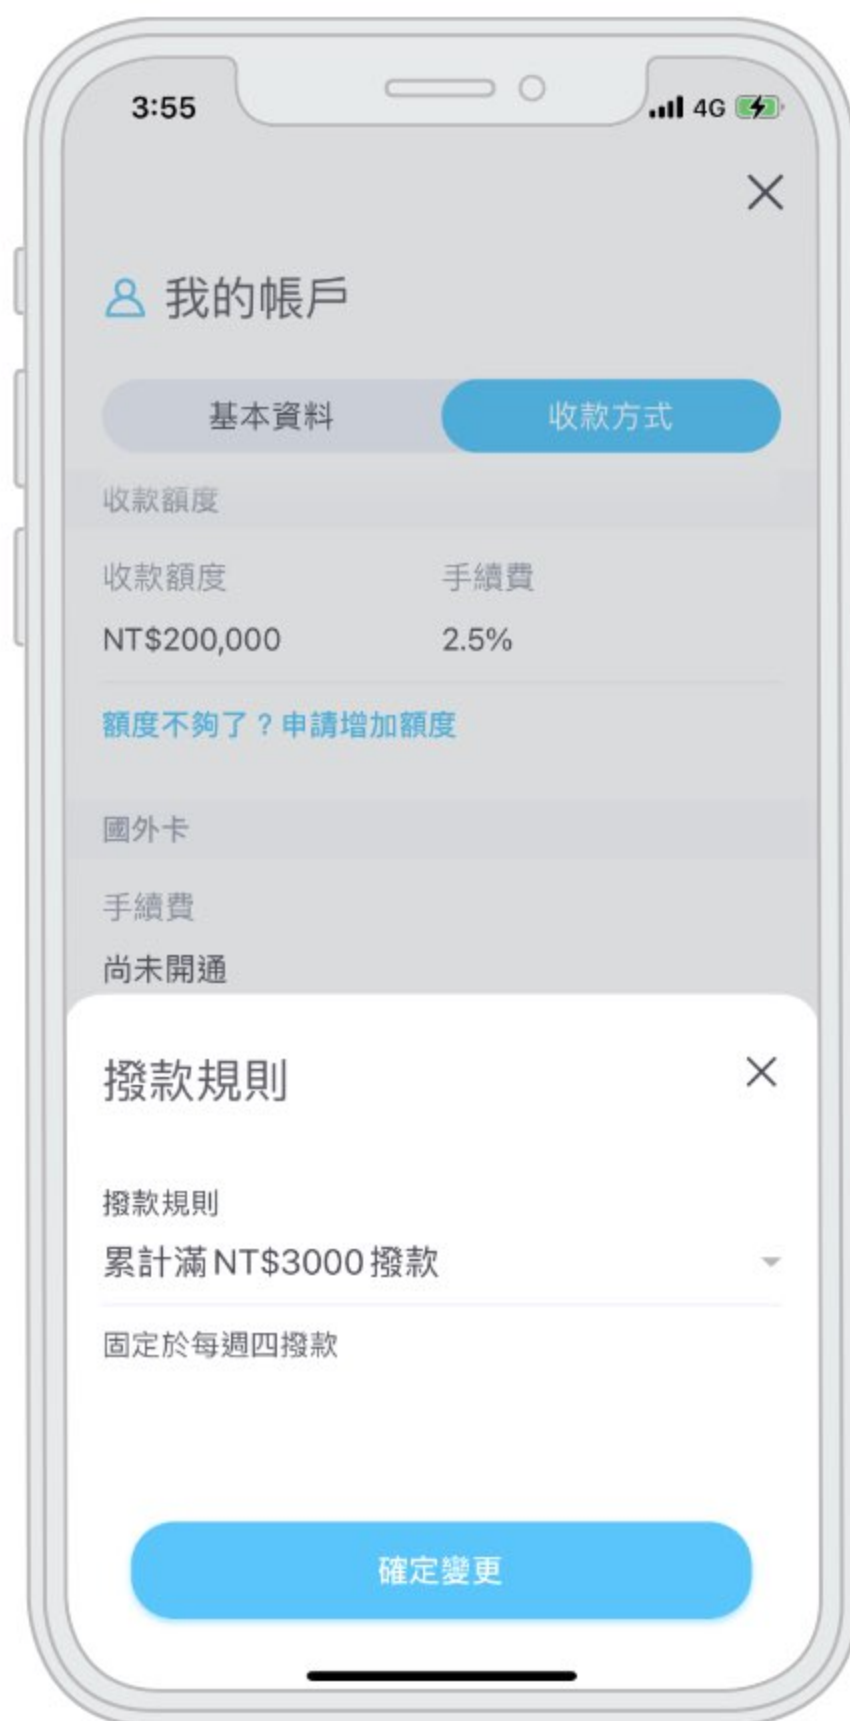 3:55
4G
我的帳戶
基本資料 收款方式
收款額度
收款額度 手續費
NT$200,000 2.5%
額度不夠了？申請增加額度
國外卡
手續費
尚未開通
撥款規則
撥款規則
累計滿NT$3000撥款
固定於每週四撥款
確定變更